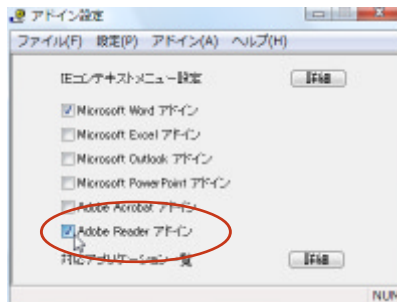 アドイン設定
ファイル(F) 設定(P) アドイン(A) ヘルプ(H)
IEコンテキストメニュー設定 詳細
Microsoft Word アドイン
Microsoft Excel アドイン
Microsoft Outlook アドイン
Microsoft PowerPoint アドイン
Adobe Acrobat アドイン
Adobe Reader アドイン
対応アプリケーション一覧 詳細
NUM